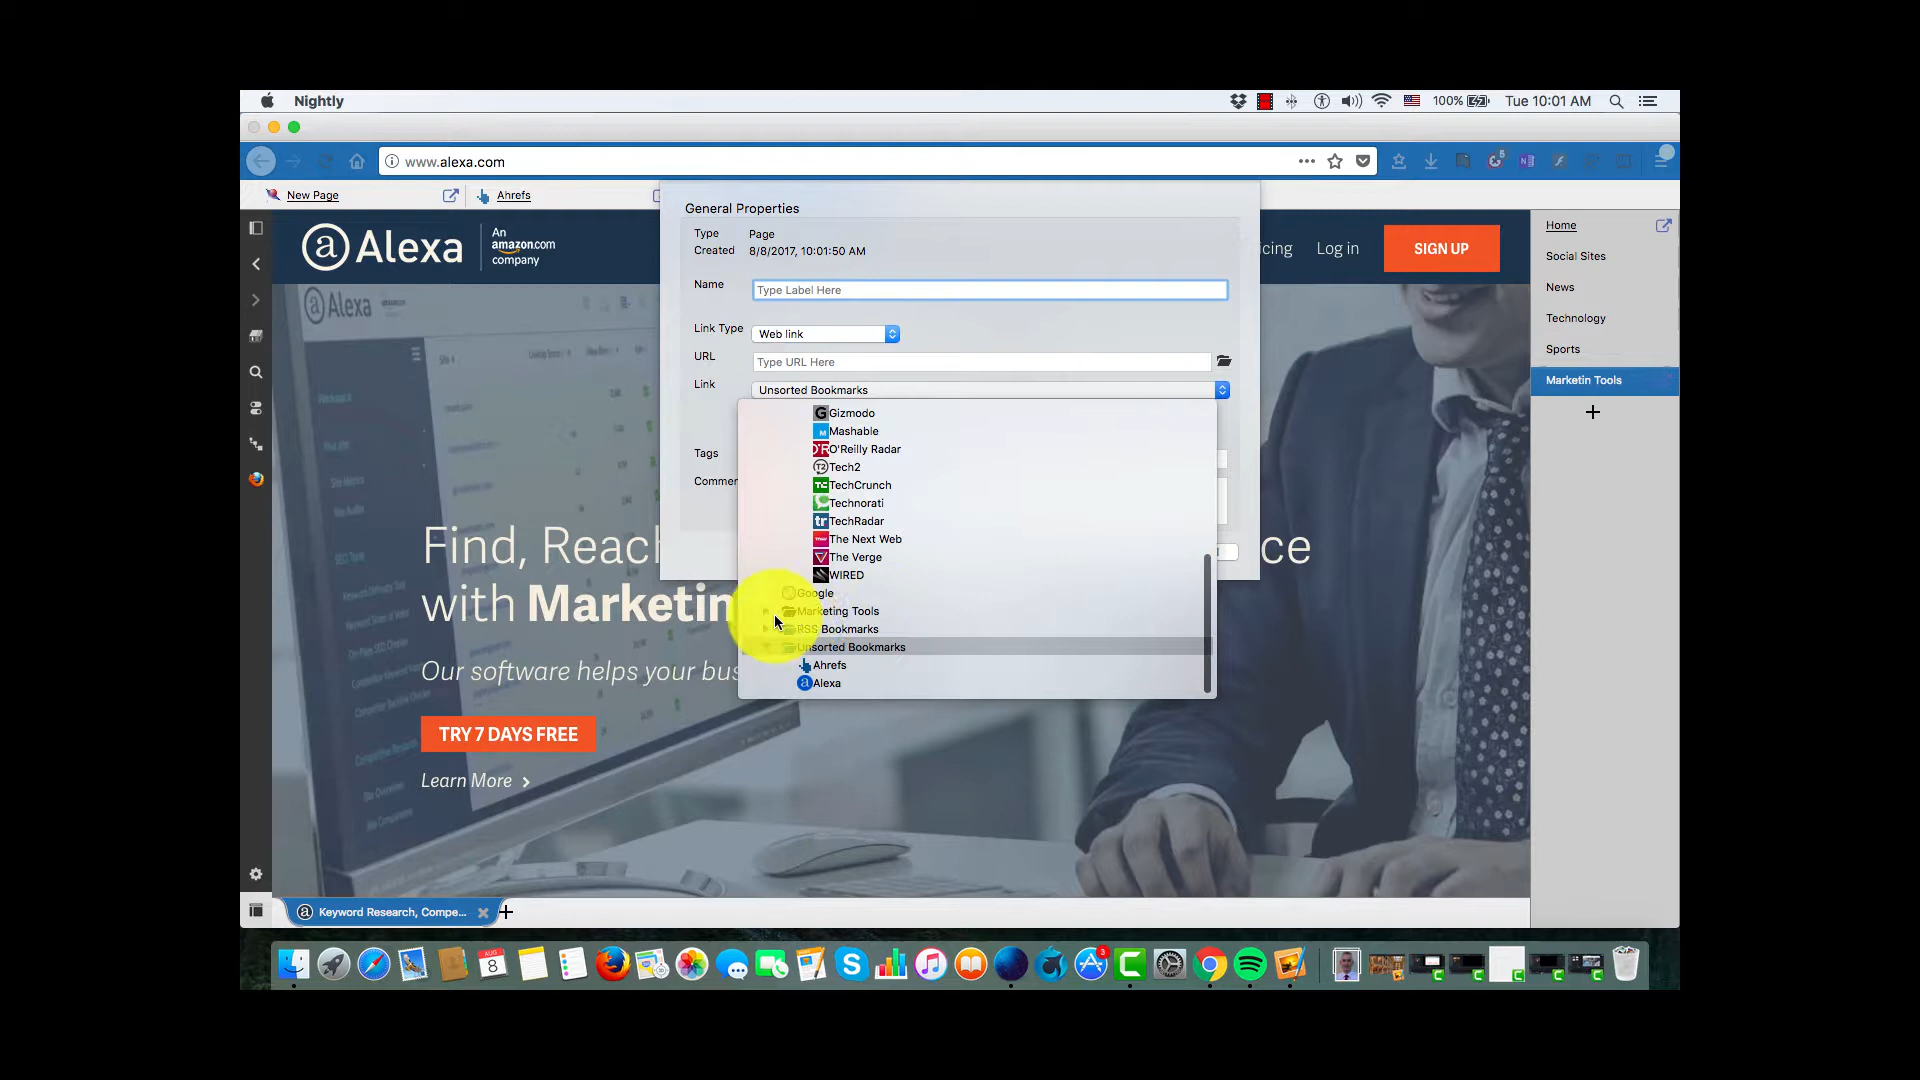 Nightly
100%
Tue 10:01 AM
www.alexa.com
5
New Page
Ahrefs
General Properties
Type
Page
Created
8/8/2017, 10:01:50 AM
Name
Type Label Here
Link Type
Web link
URL
Type URL Here
Link
Unsorted Bookmarks
Tags
Gizmodo
Mashable
O'Reilly Radar
Tech2
TechCrunch
Technorati
TechRadar
The Next Web
The Verge
WIRED
Google
Marketing Tools
RSS Bookmarks
Unsorted Bookmarks
Ahrefs
Alexa
Alexa
An
amazon.com
company
Log in
SIGN UP
Find,
with
Our software helps your
TRY 7 DAYS FREE
Learn More
Home
Social Sites
News
Technology
Sports
Marketin Tools
Keyword Research, Compe...
AUG
8
3